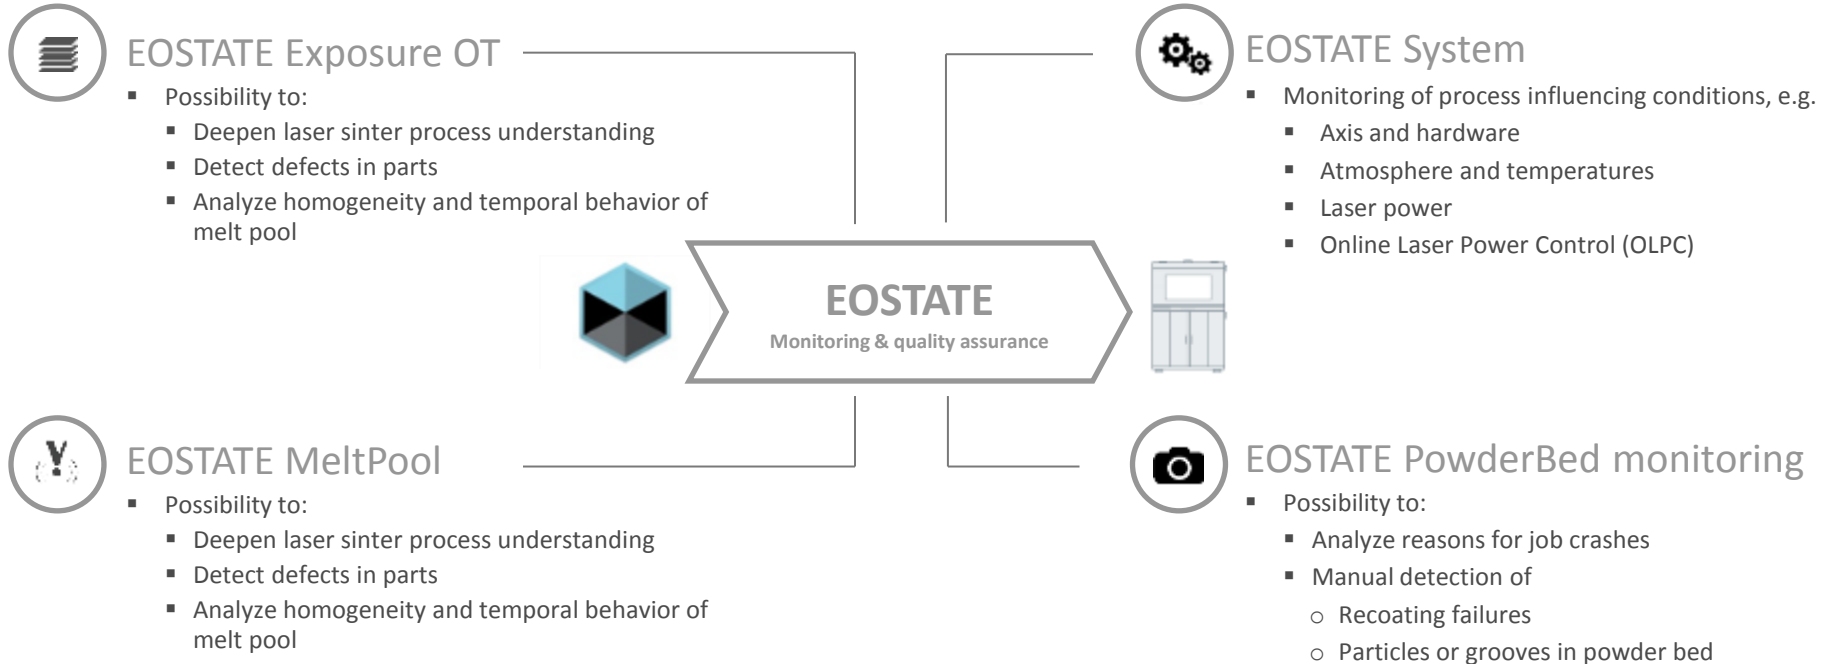 EOSTATE Exposure OT
▪ Possibility to:
▪ Deepen laser sinter process understanding
▪ Detect defects in parts
▪ Analyze homogeneity and temporal behavior of
melt pool
EOSTATE System
▪ Monitoring of process influencing conditions, e.g.
▪ Axis and hardware
▪ Atmosphere and temperatures
▪ Laser power
▪ Online Laser Power Control (OLPC)
EOSTATE
Monitoring & quality assurance
EOSTATE MeltPool
▪ Possibility to:
▪ Deepen laser sinter process understanding
▪ Detect defects in parts
▪ Analyze homogeneity and temporal behavior of
melt pool
EOSTATE PowderBed monitoring
▪ Possibility to:
▪ Analyze reasons for job crashes
▪ Manual detection of
○ Recoating failures
○ Particles or grooves in powder bed